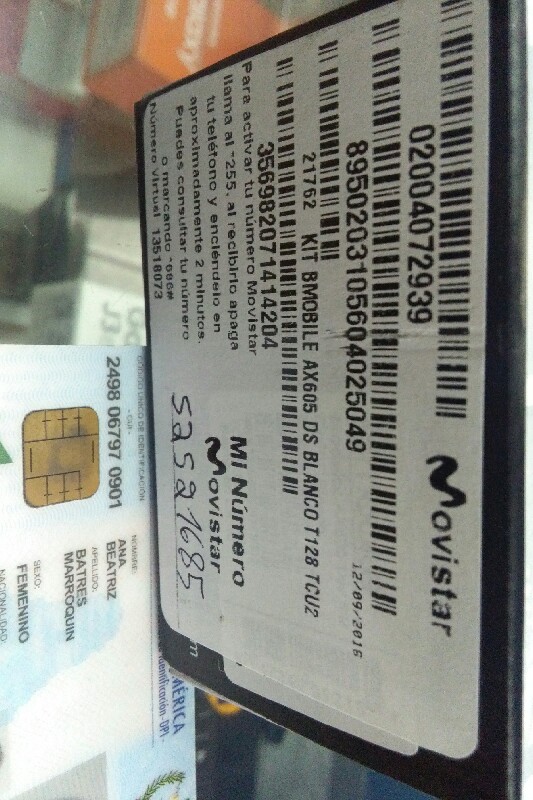 Movistar
02004072939
8950203105604025049
12/09/2016
21762 KIT BMOBILE AX605 DS BLANCO T128 TCU2
356982071414204
Para activar tu número Movistar
llama al *255, al recibirlo apaga
tu teléfono y enciéndelo en
aproximadamente 2 minutos.
Puedes consultar tu número
o marcando *686#
Número virtual 13518073
Mi Número
Movistar
52521685
CÓDIGO ÚNICO DE IDENTIFICACIÓN
- CUI -
2498 06797 0901
NOMBRE:
ANA
BEATRIZ
APELLIDO:
BATRES
MARROQUIN
SEXO:
FEMENINO
NACIONALIDAD:
AMÉRICA
Identificación -DPI-